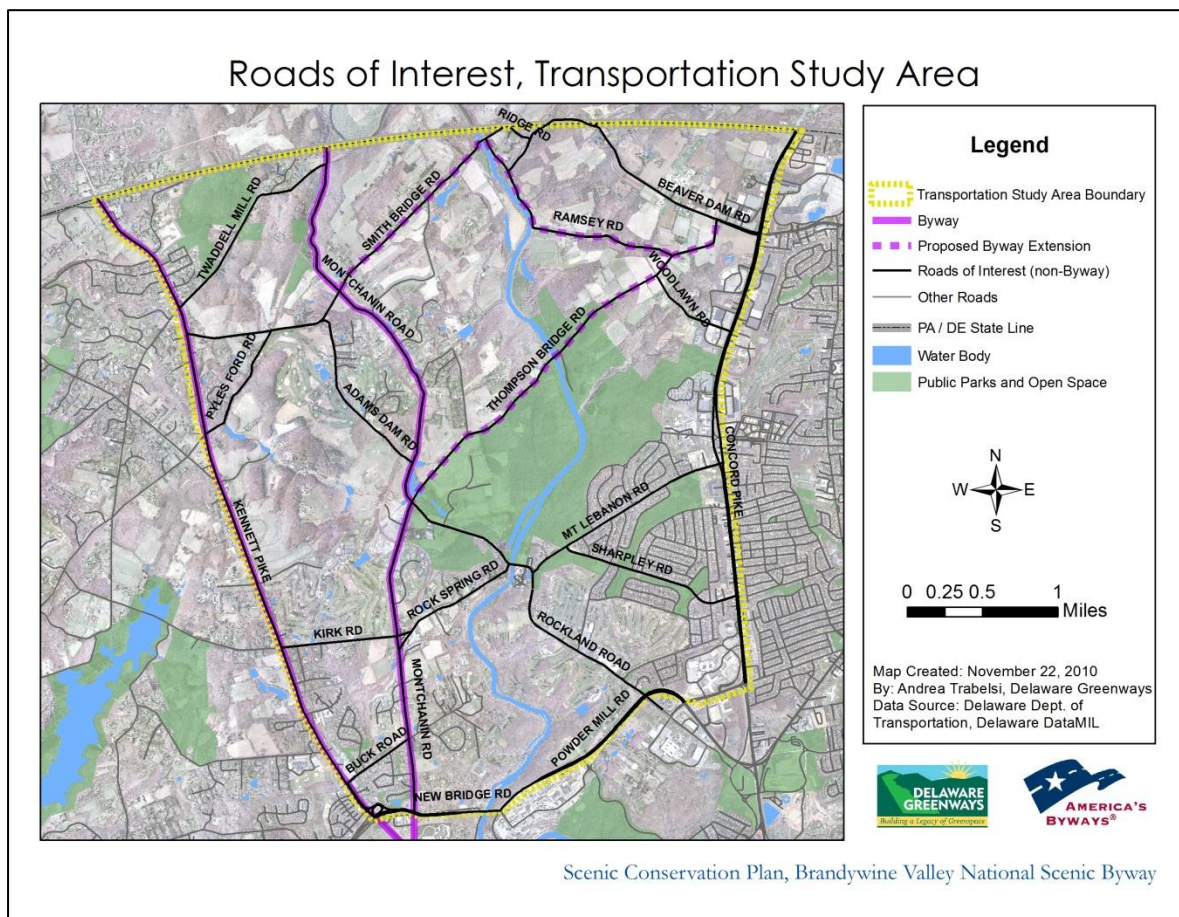 Roads of Interest, Transportation Study Area
RIDGE RD
BEAVER DAM RD
TWADDELL MILL RD
SMITH BRIDGE RD
RAMSEY RD
WOODLAWN RD
MONTCHANIN ROAD
PYLES FORD RD
THOMPSON BRIDGE RD
ADAMS DAM RD
CONCORD PIKE
KENNETT PIKE
MT LEBANON RD
SHARPLEY RD
ROCK SPRING RD
KIRK RD
ROCKLAND ROAD
MONTCHANIN RD
POWDER MILL RD
BUCK ROAD
NEW BRIDGE RD
Legend
Transportation Study Area Boundary
Byway
Proposed Byway Extension
Roads of Interest (non-Byway)
Other Roads
PA / DE State Line
Water Body
Public Parks and Open Space
N
W E
S
0 0.25 0.5 1
Miles
Map Created: November 22, 2010
By: Andrea Trabelsi, Delaware Greenways
Data Source: Delaware Dept. of
Transportation, Delaware DataMIL
DELAWARE
GREENWAYS
Building a Legacy of Greenspace
AMERICA'S
BYWAYS®
Scenic Conservation Plan, Brandywine Valley National Scenic Byway